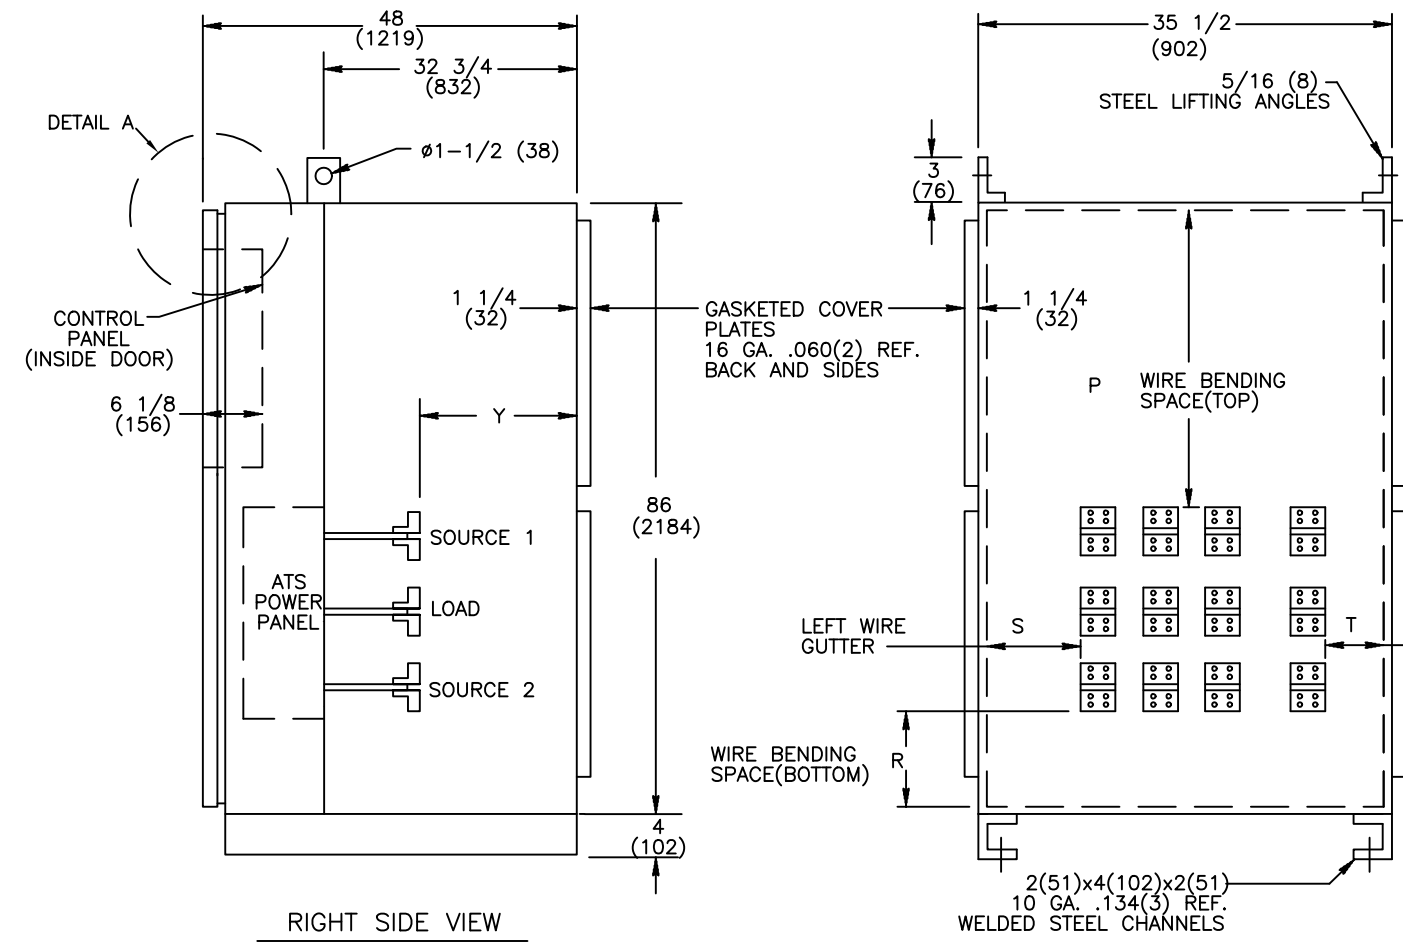 48
(1219)
32 3/4
(832)
DETAIL A
ø1-1/2 (38)
CONTROL
PANEL
(INSIDE DOOR)
6 1/8
(156)
1 1/4
(32)
Y
86
(2184)
SOURCE 1
ATS
POWER
PANEL
LOAD
SOURCE 2
4
(102)
RIGHT SIDE VIEW
GASKETED COVER
PLATES
16 GA. .060(2) REF.
BACK AND SIDES
35 1/2
(902)
5/16 (8)
STEEL LIFTING ANGLES
3
(76)
1 1/4
(32)
P
WIRE BENDING
SPACE(TOP)
LEFT WIRE
GUTTER
S
T
WIRE BENDING
SPACE(BOTTOM)
R
2(51)x4(102)x2(51)
10 GA. .134(3) REF.
WELDED STEEL CHANNELS